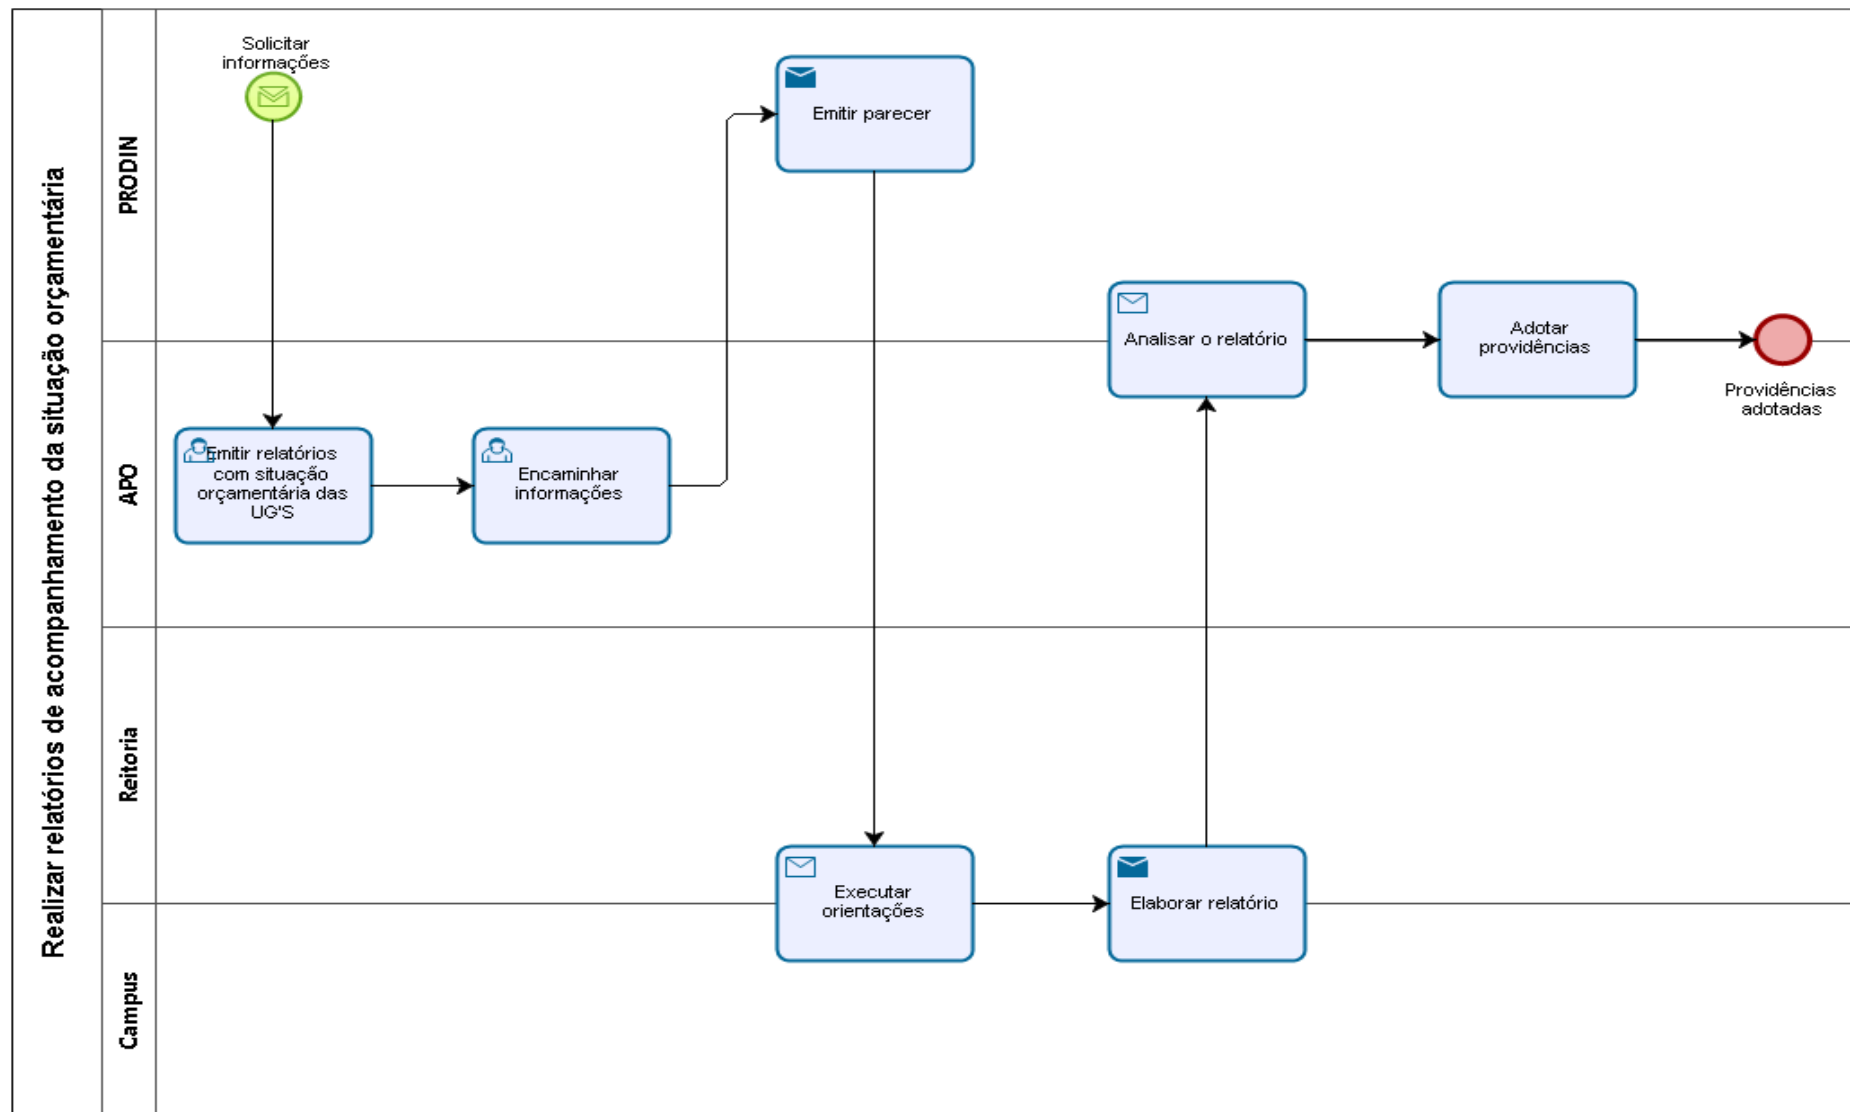 Realizar relatórios de acompanhamento da situação orçamentária
PRODIN
Solicitar
informações
Emitir parecer
Analisar o relatório
Adotar
providências
Providências
adotadas
APO
Emitir relatórios
com situação
orçamentária das
UG'S
Encaminhar
informações
Reitoria
Executar
orientações
Elaborar relatório
Campus